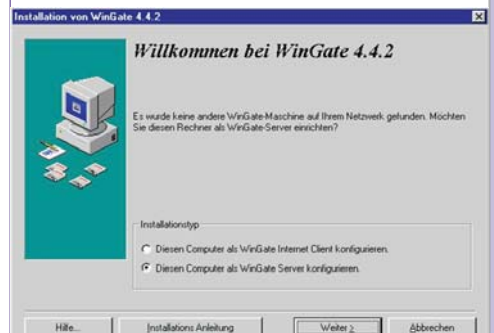 Installation von WinGate 4.4.2
Willkommen bei WinGate 4.4.2
Es wurde keine andere WinGate-Maschine auf Ihrem Netzwerk gefunden. Möchten
Sie diesen Rechner als WinGate-Server einrichten?
Installationstyp
Diesen Computer als WinGate Internet Client konfigurieren.
Diesen Computer als WinGate Server konfigurieren.
Hilfe... Installations Anleitung Weiter > Abbrechen